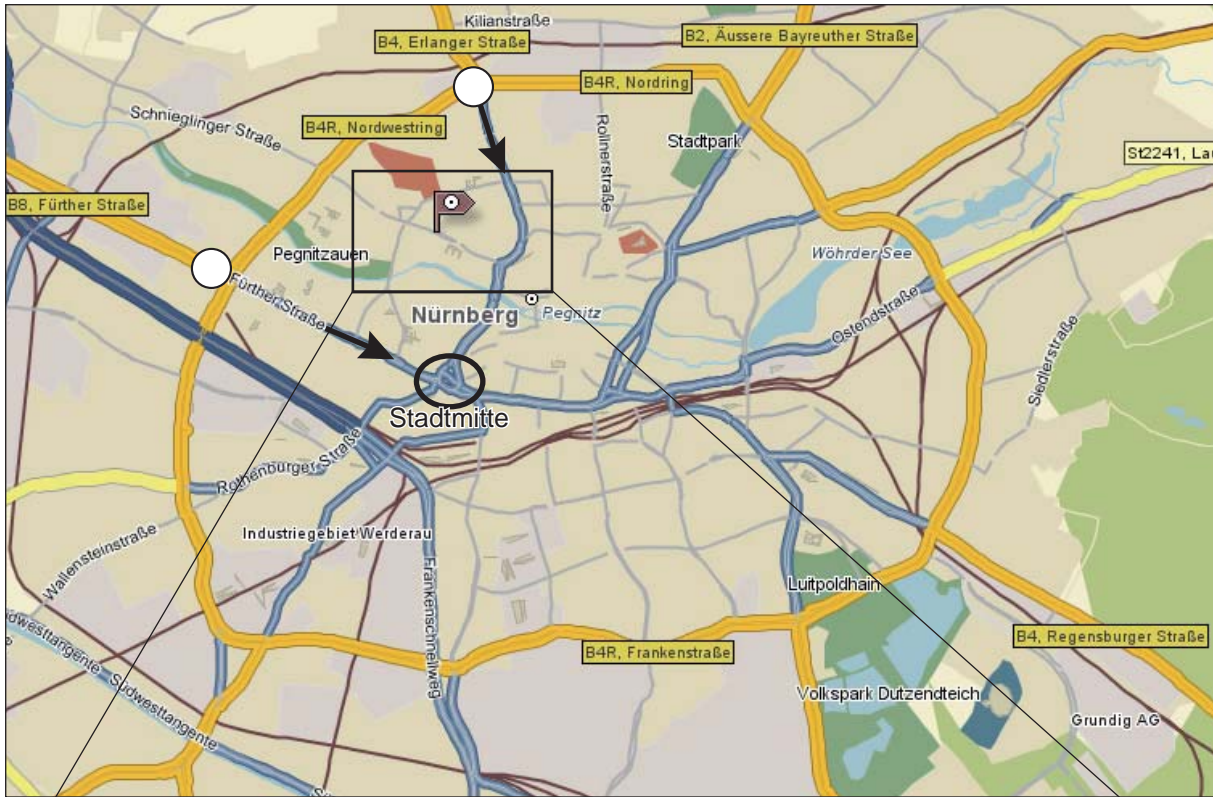 Kilianstraße
B4, Erlanger Straße
B2, Äussere Bayreuther Straße
B4R, Nordring
Schnieglinger Straße
B4R, Nordwestring
Rollnerstraße
Stadtpark
St2241, Lau
B8, Fürther Straße
Pegnitzauen
Wöhrder See
Fürther Straße
Nürnberg
Pegnitz
Ostendstraße
Siedlerstraße
Stadtmitte
Rothenburger Straße
Industriegebiet Werderau
Wallensteinstraße
Frankenschnellweg
Luitpoldhain
B4, Regensburger Straße
B4R, Frankenstraße
Südwesttangente
Südwesttangente
Volkspark Dutzendteich
Grundig AG